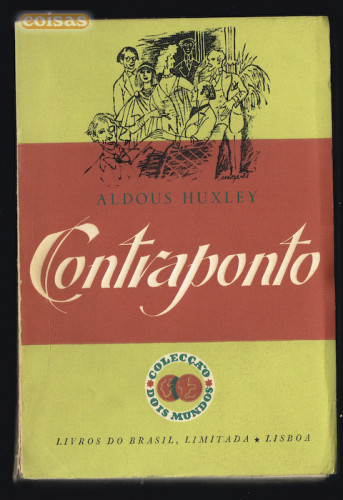 coisas
ALDOUS HUXLEY
Contraponto
COLECÇÃO
DOIS MUNDOS
LIVROS DO BRASIL, LIMITADA ★ LISBOA